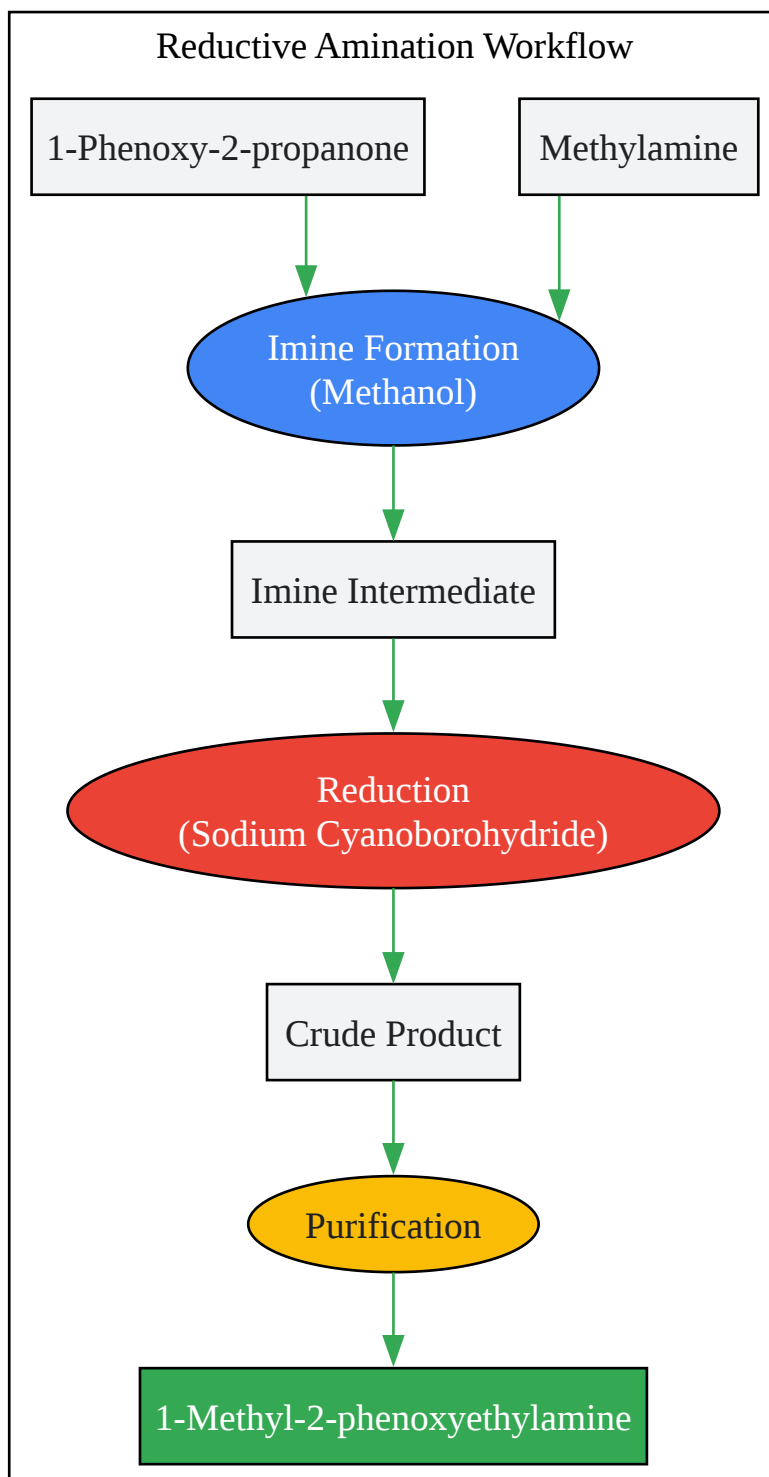 Reductive Amination Workflow
1-Phenoxy-2-propanone
Methylamine
Imine Formation
(Methanol)
Imine Intermediate
Reduction
(Sodium Cyanoborohydride)
Crude Product
Purification
1-Methyl-2-phenoxyethylamine